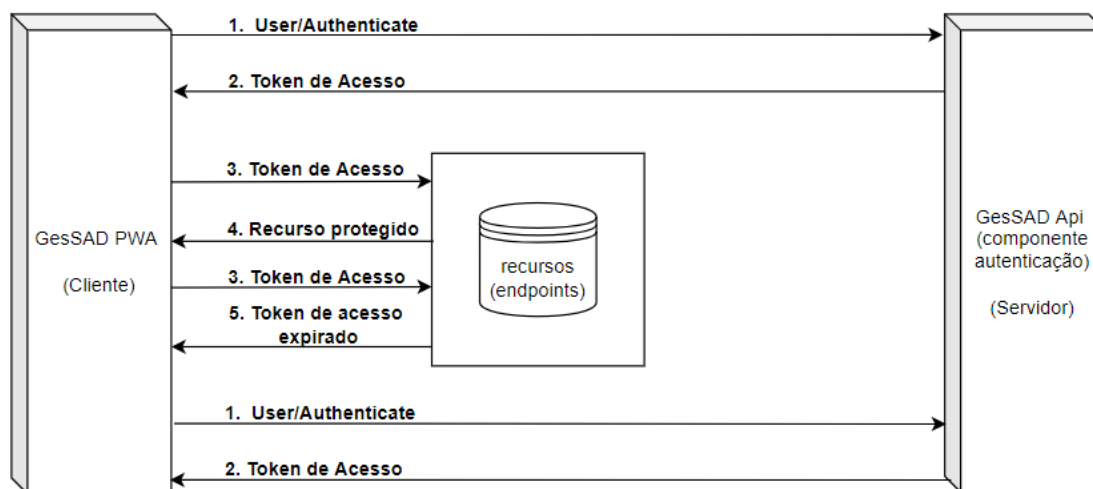 1. User/Authenticate
2. Token de Acesso
3. Token de Acesso
4. Recurso protegido
3. Token de Acesso
5. Token de acesso
expirado
1. User/Authenticate
2. Token de Acesso
GesSAD PWA
(Cliente)
recursos
(endpoints)
GesSAD Api
(componente
autenticação)
(Servidor)